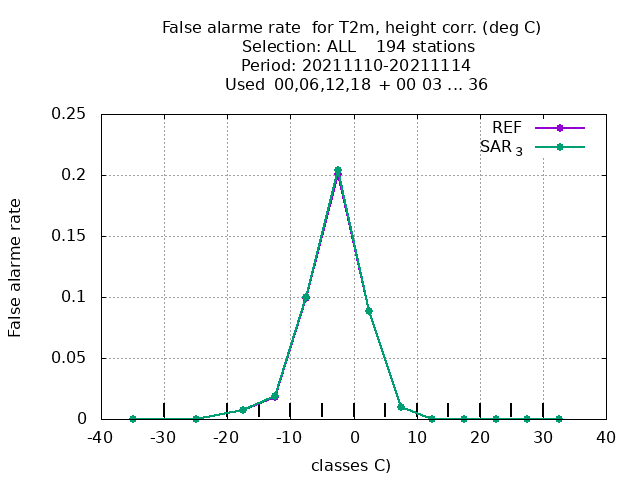 False alarme rate  for T2m, height corr. (deg C)
Selection: ALL    194 stations
Period: 20211110-20211114
Used  00,06,12,18  + 00 03 ... 36
0.25
REF
SAR 3
0.2
0.15
0.1
0.05
0
False alarme rate
-40 -30 -20 -10 0 10 20 30 40
classes C)